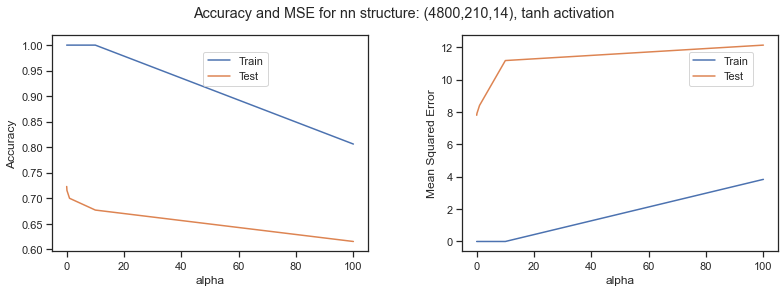 Accuracy and MSE for nn structure: (4800,210,14), tanh activation
Accuracy
1.00
0.95
0.90
0.85
0.80
0.75
0.70
0.65
0.60
Train
Test
0 20 40 60 80 100
alpha
Mean Squared Error
12
10
8
6
4
2
0
Train
Test
0 20 40 60 80 100
alpha